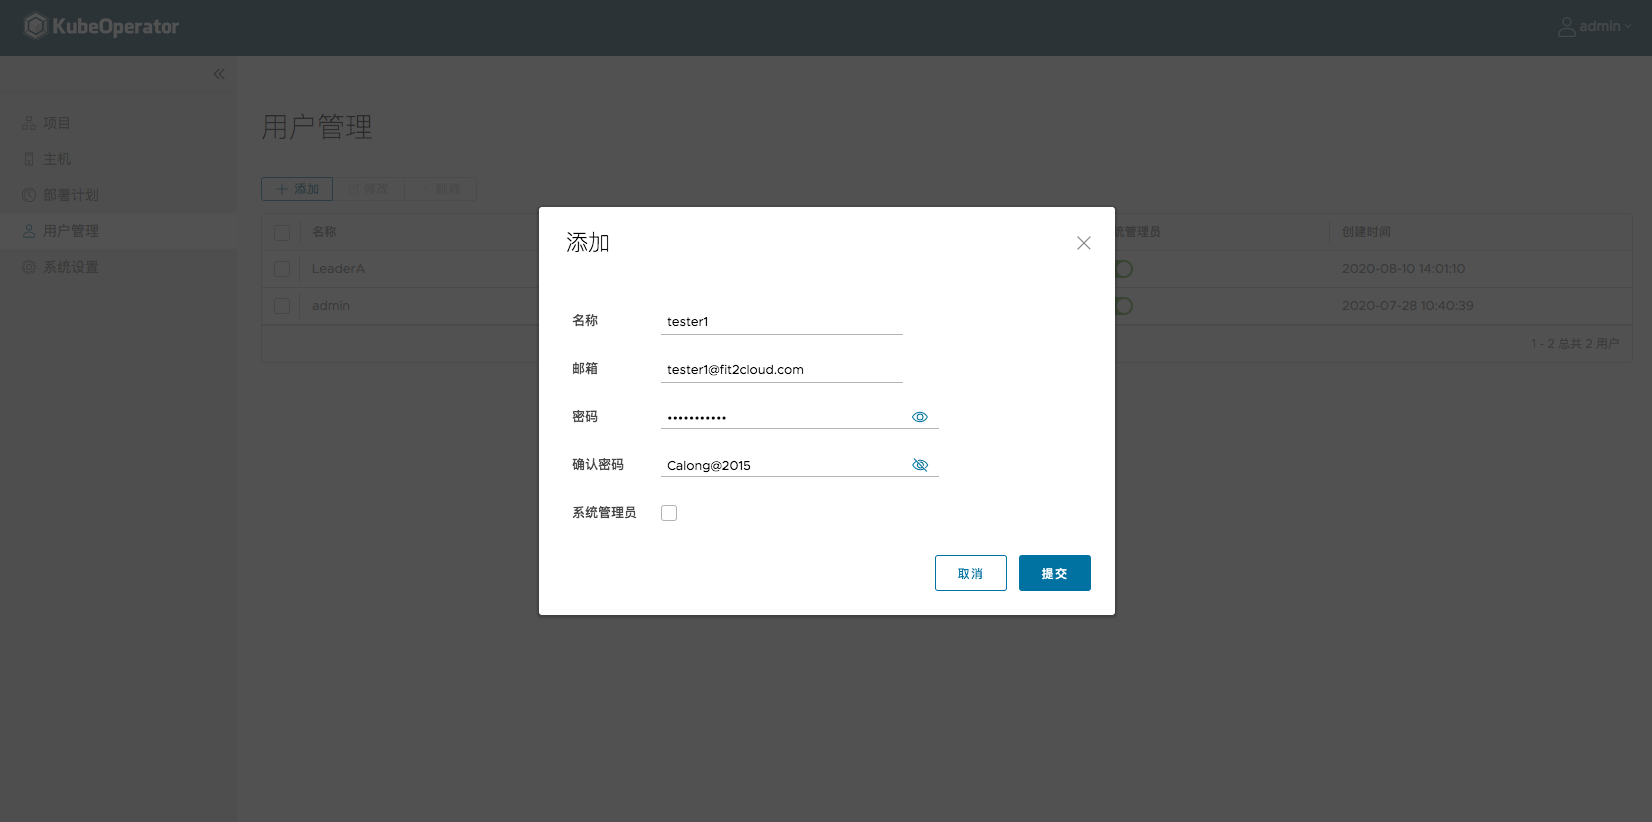 KubeOperator
admin
项目
主机
部署计划
用户管理
系统设置
用户管理
添加 修改 删除
名称 统管理员 创建时间
LeaderA 2020-08-10 14:01:10
admin 2020-07-28 10:40:39
1 - 2 总共 2 用户
添加
名称 tester1
邮箱 tester1@fit2cloud.com
密码 •••••••••••
确认密码 Calong@2015
系统管理员
取消 提交